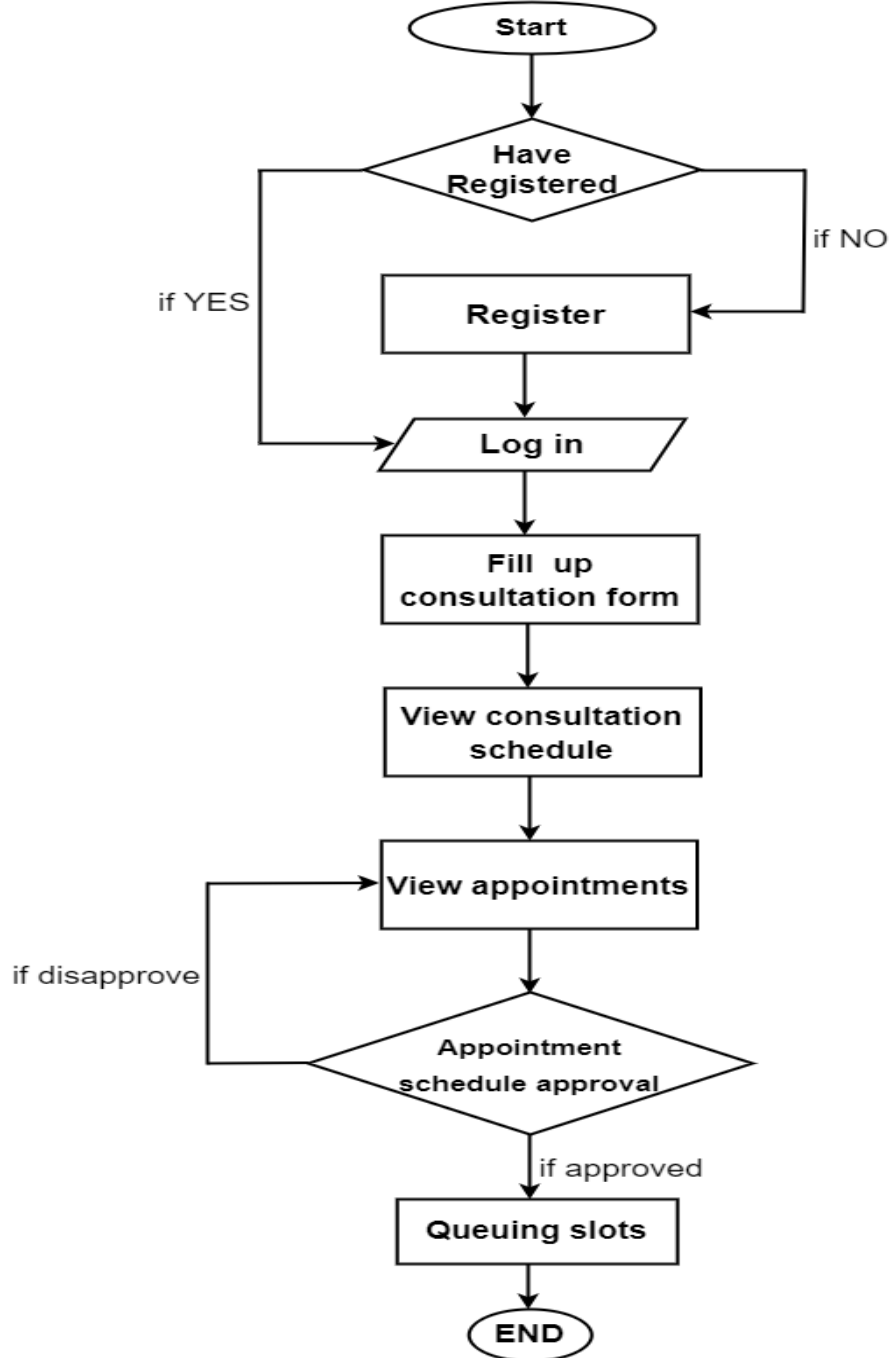 Start
Have
Registered
if NO
if YES
Register
Log in
Fill up
consultation form
View consultation
schedule
View appointments
if disapprove
Appointment
schedule approval
if approved
Queuing slots
END